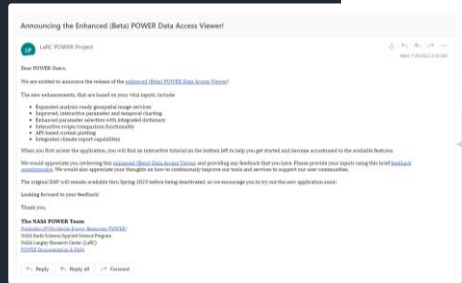 Announcing the Enhanced (Beta) POWER Data Access Viewer!
LP
LaRC POWER Project
Dear POWER Users,
We are excited to announce the release of the enhanced (Beta) POWER Data Access Viewer!
The new enhancements, that are based on your vital inputs, include:
Expanded analysis-ready geospatial image services
Improved, interactive parameter and temporal charting
Enhanced parameter selection with integrated dictionary
Interactive swipe/comparison functionality
API-based custom plotting
Integrated climate report capabilities
When you first access the application, you will find an interactive tutorial on the bottom left to help you get started and become accustomed to the available features.
We would appreciate you reviewing this enhanced (Beta) Data Access Viewer, and providing any feedback that you have. Please provide your inputs using this brief feedback
questionnaire. We would also appreciate your thoughts on how to continuously improve our tools and services to support our user communities.
The original DAV will remain available thru Spring 2023 before being deactivated, so we encourage you to try out the new application soon!
Looking forward to your feedback!
Thank you,
The NASA POWER Team
Prediction Of Worldwide Energy Resources (POWER)
NASA Earth Science/Applied Science Program
NASA Langley Research Center (LaRC)
POWER Documentation & FAQs
Reply
Reply all
Forward